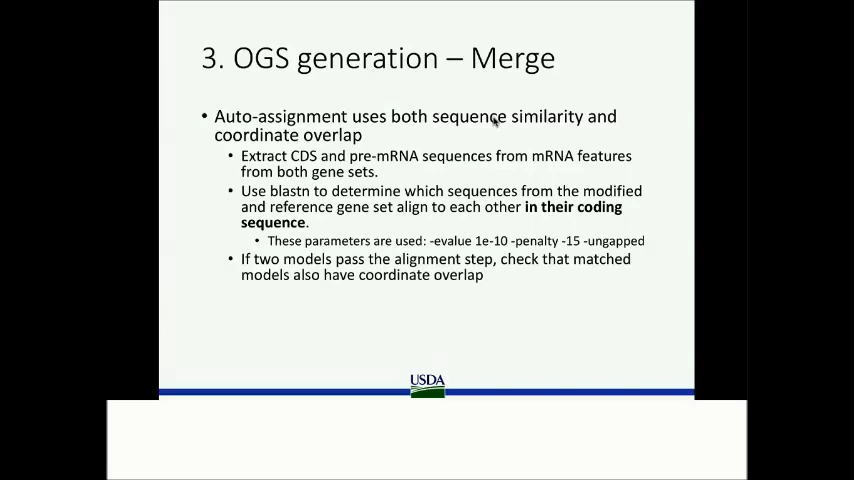 3. OGS generation – Merge
• Auto-assignment uses both sequence similarity and
coordinate overlap
• Extract CDS and pre-mRNA sequences from mRNA features
from both gene sets.
• Use blastn to determine which sequences from the modified
and reference gene set align to each other in their coding
sequence.
• These parameters are used: -evalue 1e-10 -penalty -15 -ungapped
• If two models pass the alignment step, check that matched
models also have coordinate overlap
USDA